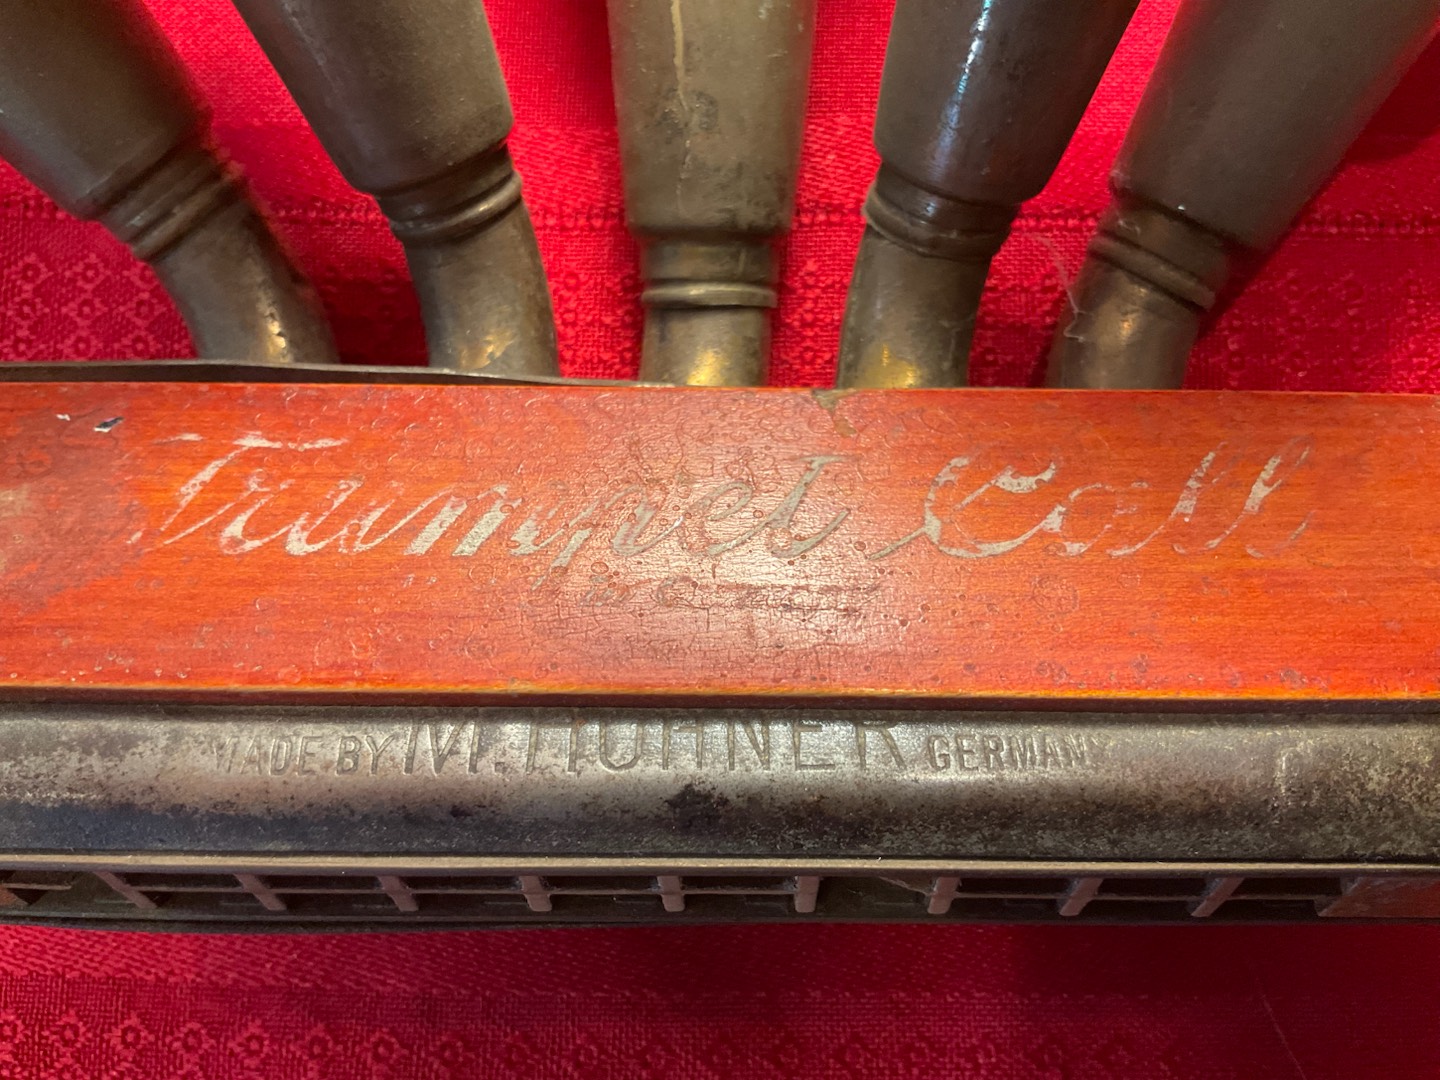 Trumpet Call
MADE BY M. HOHNER GERMANY